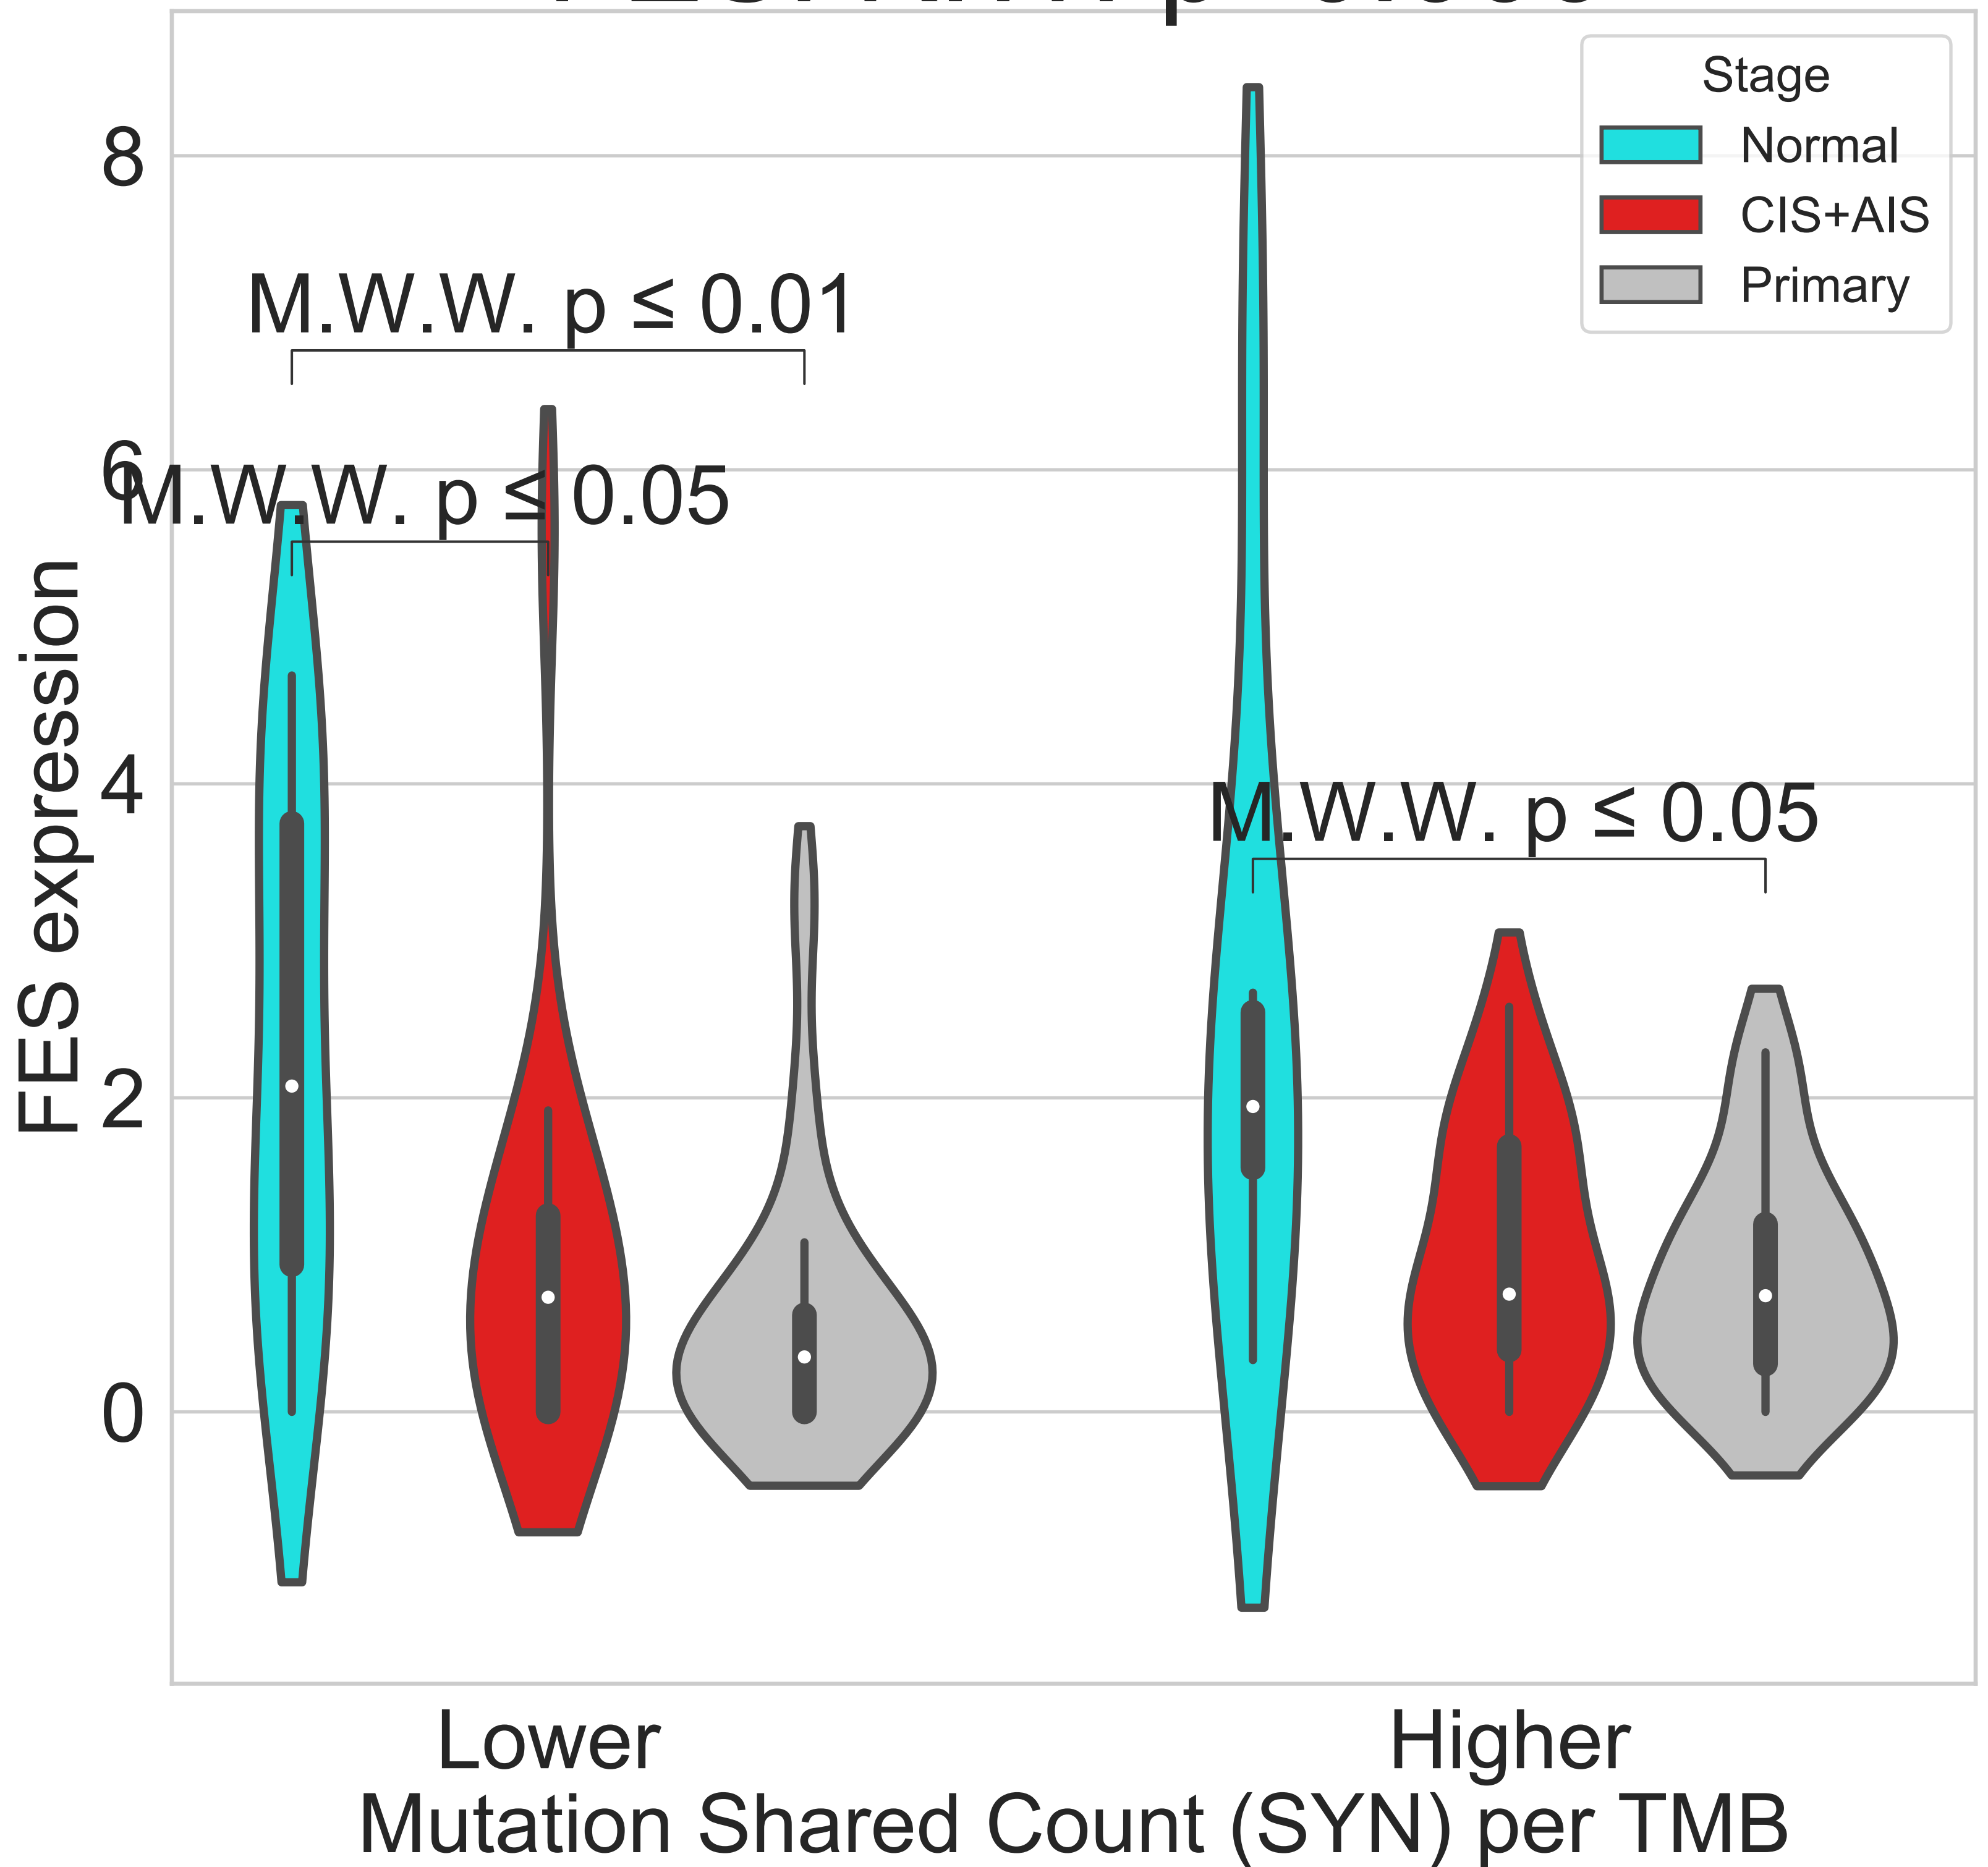 Stage
Normal
CIS+AIS
Primary
8
M.W.W. p ≤ 0.01
6
M.W.W. p ≤ 0.05
4
M.W.W. p ≤ 0.05
2
0
FES expression
Lower
Higher
Mutation Shared Count (SYN) per TMB